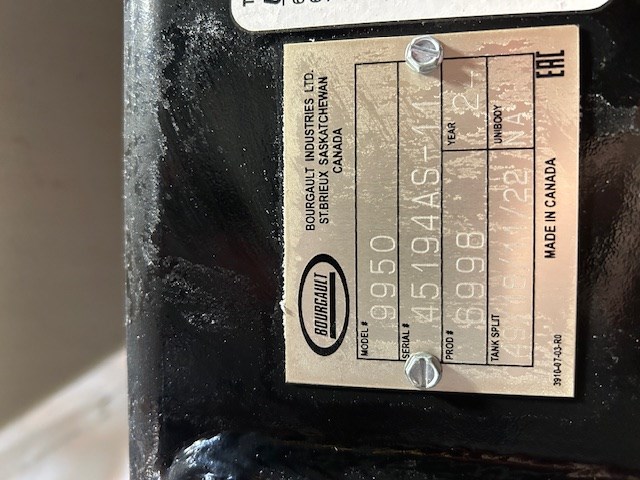 BOURGAULT
BOURGAULT INDUSTRIES LTD.
ST.BRIEUX SASKATCHEWAN
CANADA
MODEL # 9950
SERIAL # 45194AS-11
PROD # 6998
YEAR
TANK SPLIT
UNIBODY NA
3910-07-03-R0
MADE IN CANADA
EAC